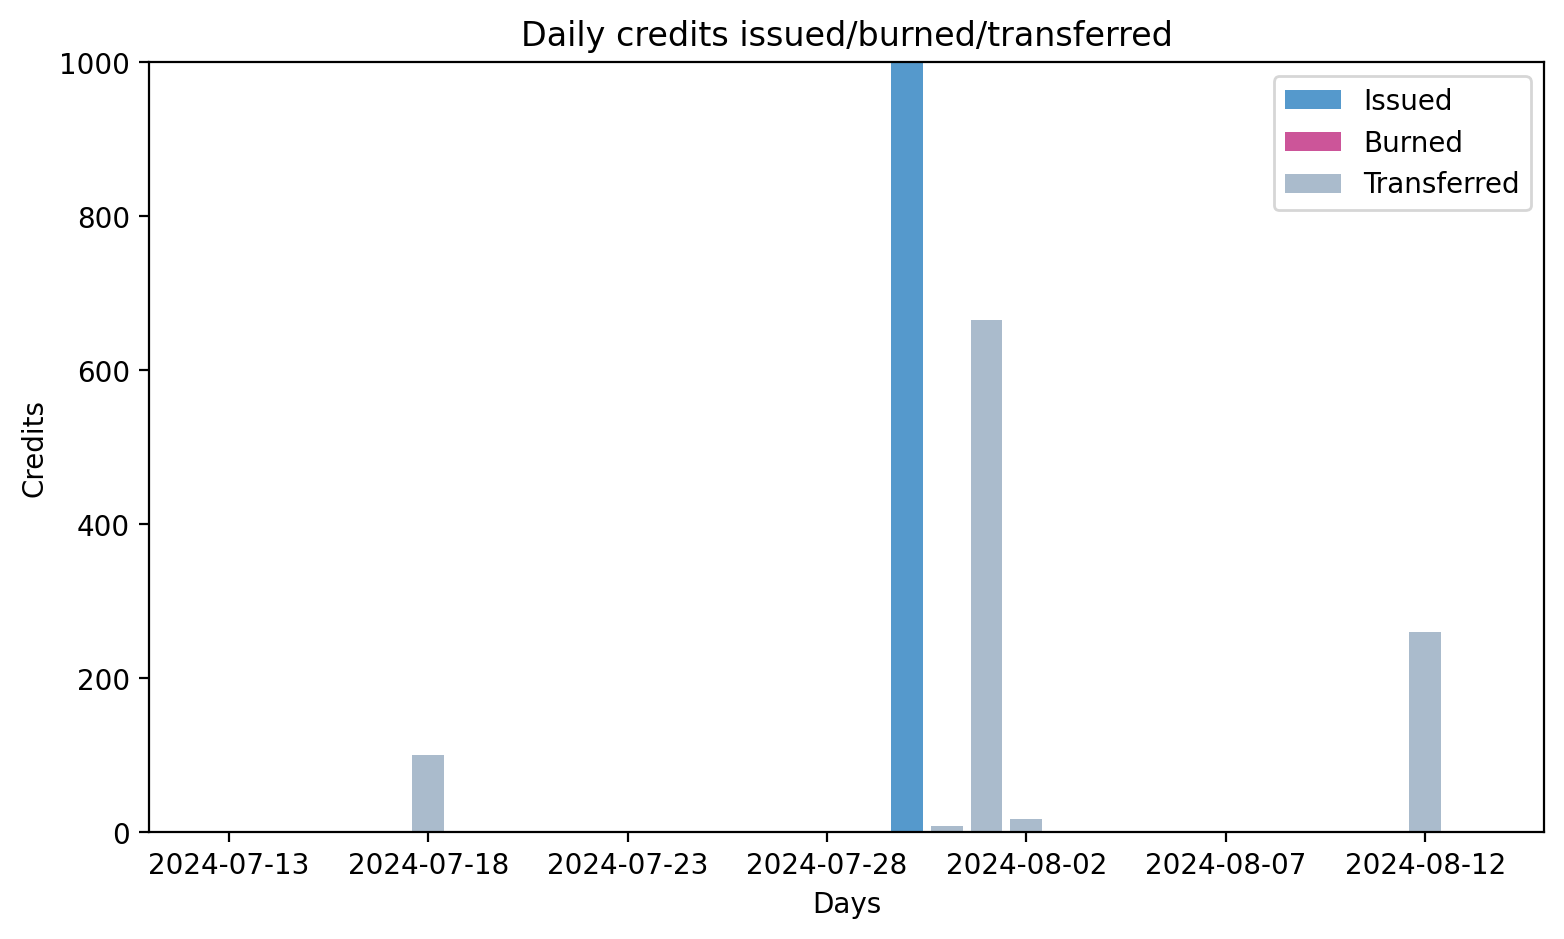 Daily credits issued/burned/transferred
1000
800
600
400
200
0
Credits
Issued
Burned
Transferred
2024-07-13 2024-07-18 2024-07-23 2024-07-28 2024-08-02 2024-08-07 2024-08-12
Days